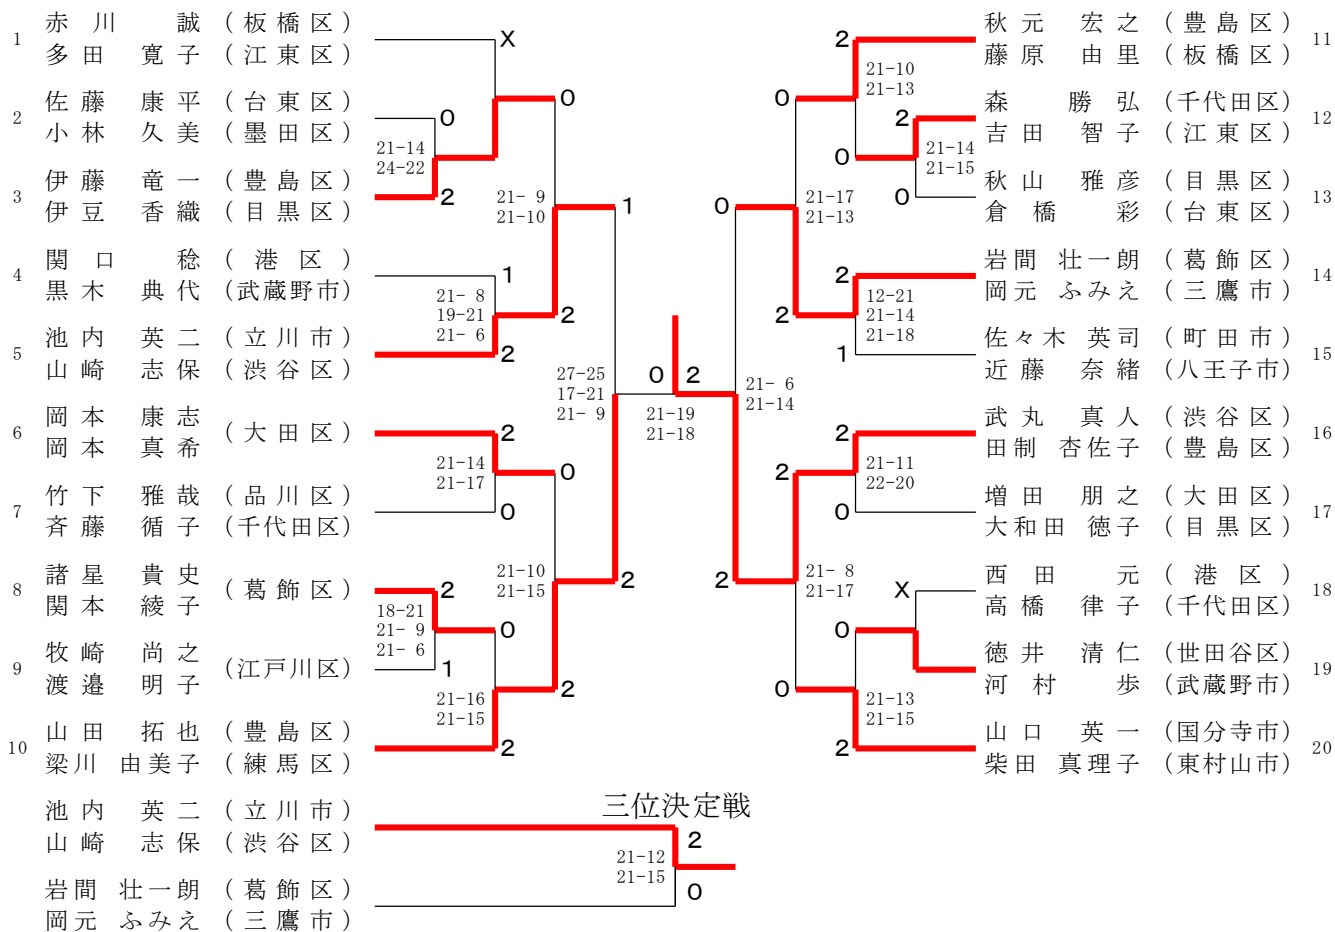 1 赤川 誠 (板橋区) X
多田 寛子 (江東区)
2 佐藤 康平 (台東区) 0
小林 久美 (墨田区)
21-14
24-22
0
3 伊藤 竜一 (豊島区) 2
伊豆 香織 (目黒区)
21- 9
21-10
1
4 関口 稔 (港区) 1
黒木 典代 (武蔵野市)
21- 8
19-21
21- 6
2
5 池内 英二 (立川市) 2
山崎 志保 (渋谷区)
27-25
17-21
21- 9
0 2
21-19
21-18
6 岡本 康志 (大田区) 2
岡本 真希
21-14
21-17
0
7 竹下 雅哉 (品川区) 0
斉藤 循子 (千代田区)
21-10
21-15
2
8 諸星 貴史 (葛飾区) 2
関本 綾子
18-21
21- 9
21- 6
0
9 牧崎 尚之 (江戸川区) 1
渡邉 明子
21-16
21-15
2
10 山田 拓也 (豊島区) 2
梁川 由美子 (練馬区)
2 秋元 宏之 (豊島区) 11
藤原 由里 (板橋区)
21-10
21-13
0
2 森 勝弘 (千代田区) 12
吉田 智子 (江東区)
0
21-14
21-15
0 秋山 雅彦 (目黒区) 13
倉橋 彩 (台東区)
0
21-17
21-13
2 岩間 壮一朗 (葛飾区) 14
岡元 ふみえ (三鷹市)
2
12-21
21-14
21-18
1 佐々木 英司 (町田市) 15
近藤 奈緒 (八王子市)
21- 6
21-14
2 武丸 真人 (渋谷区) 16
田制 杏佐子 (豊島区)
2
21-11
22-20
0 増田 朋之 (大田区) 17
大和田 徳子 (目黒区)
2
21- 8
21-17
X 西田 元 (港区) 18
高橋 律子 (千代田区)
0
徳井 清仁 (世田谷区) 19
河村 歩 (武蔵野市)
0
21-13
21-15
2 山口 英一 (国分寺市) 20
柴田 真理子 (東村山市)
三位決定戦
池内 英二 (立川市) 2
山崎 志保 (渋谷区)
21-12
21-15
岩間 壮一朗 (葛飾区) 0
岡元 ふみえ (三鷹市)